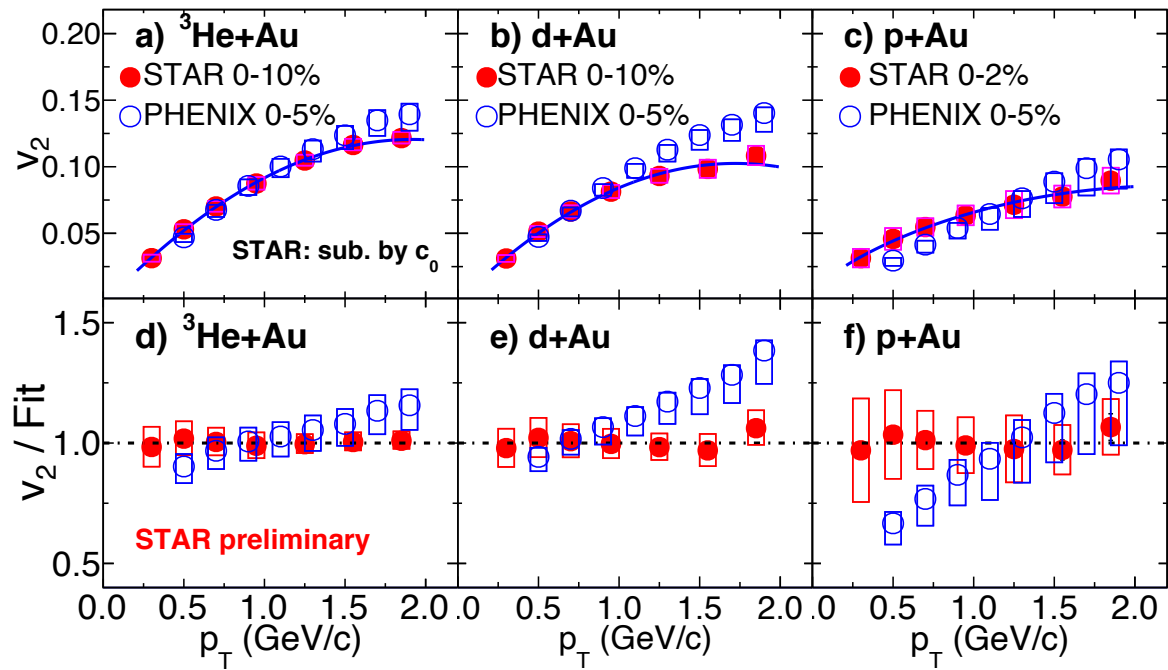 a) ³He+Au
STAR 0-10%
PHENIX 0-5%
STAR: sub. by c₀
b) d+Au
STAR 0-10%
PHENIX 0-5%
c) p+Au
STAR 0-2%
PHENIX 0-5%
v₂
0.20
0.15
0.10
0.05
d) ³He+Au
STAR preliminary
e) d+Au
f) p+Au
v₂ / Fit
1.5
1.0
0.5
0.0 0.5 1.0 1.5 2.0
0.5 1.0 1.5 2.0
0.0 0.5 1.0 1.5 2.0
p_T (GeV/c)
p_T (GeV/c)
p_T (GeV/c)